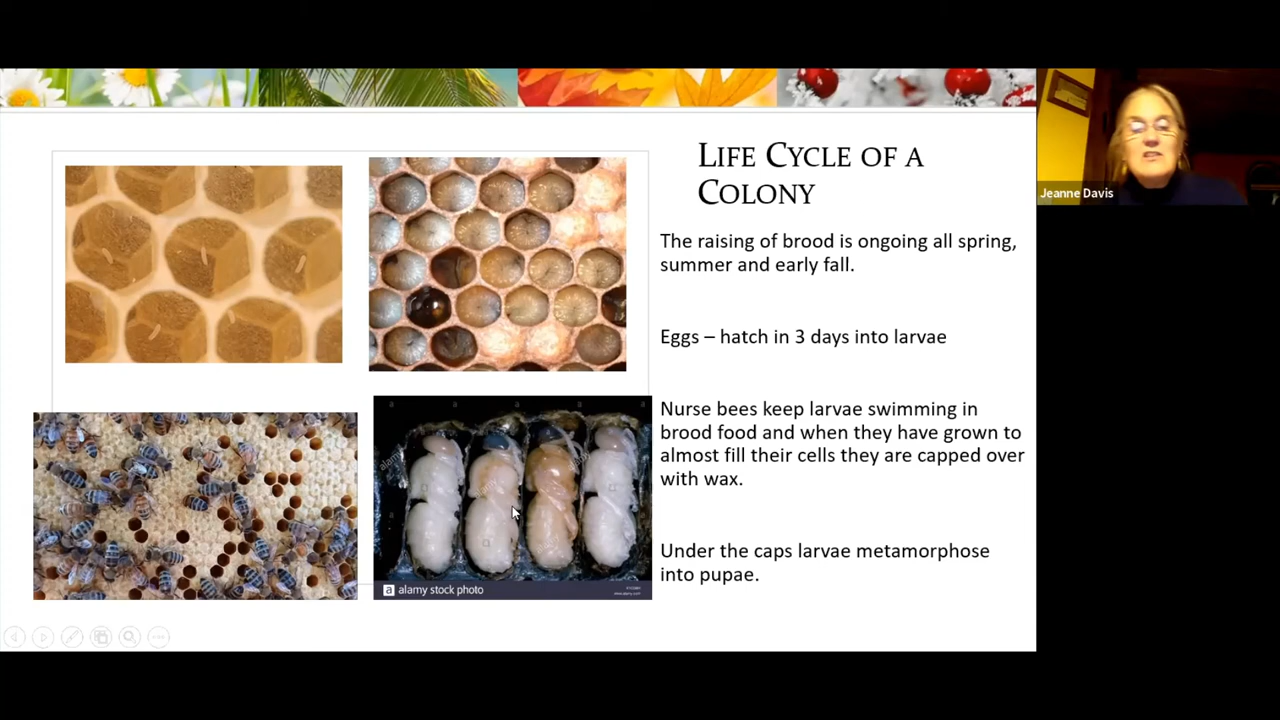 LIFE CYCLE OF A
COLONY
Jeanne Davis
The raising of brood is ongoing all spring,
summer and early fall.
Eggs – hatch in 3 days into larvae
Nurse bees keep larvae swimming in
brood food and when they have grown to
almost fill their cells they are capped over
with wax.
Under the caps larvae metamorphose
into pupae.
a alamy stock photo